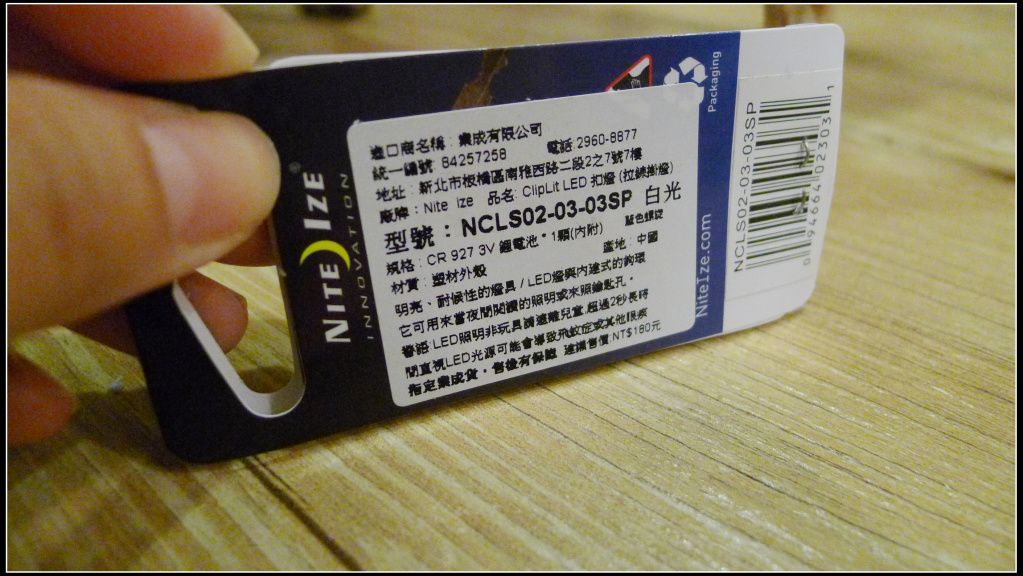 進口商名稱：集成有限公司
統一編號: 84257258 電話:2960-8877
地址：新北市板橋區南雅西路二段2之7號7樓
廠牌：Nite Ize 品名: ClipLit LED 扣燈 (拉鍊掛燈)
型號：NCLS02-03-03SP 白光
藍色螺旋
規格：CR 927 3V 鋰電池＊1顆(內附)
產地：中國
材質：塑材外殼
明亮、耐候性的燈具 / LED燈與內建式的鉤環
它可用來當夜間閱讀的照明或來照鑰匙孔。
警語 LED照明非玩具請遠離兒童,超過2秒長時
間直視LED光源可能會導致飛蚊症或其他眼疾
指定集成貨，售後有保障 建議售價:NT$180元
NITE IZE®
INNOVATION
Packaging
NiteIze.com
NCLS02-03-03SP
0 94664 02303 1